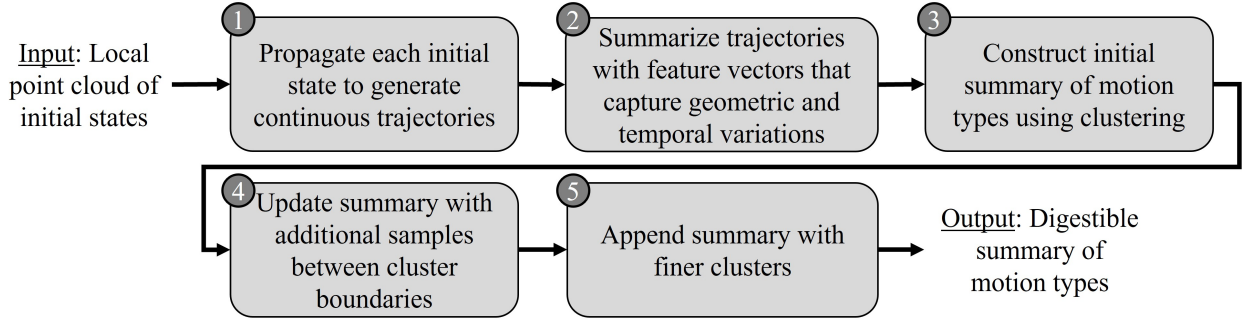 Input: Local
point cloud of
initial states
1
Propagate each initial
state to generate
continuous trajectories
2
Summarize trajectories
with feature vectors that
capture geometric and
temporal variations
3
Construct initial
summary of motion
types using clustering
4
Update summary with
additional samples
between cluster
boundaries
5
Append summary with
finer clusters
Output: Digestible
summary of
motion types